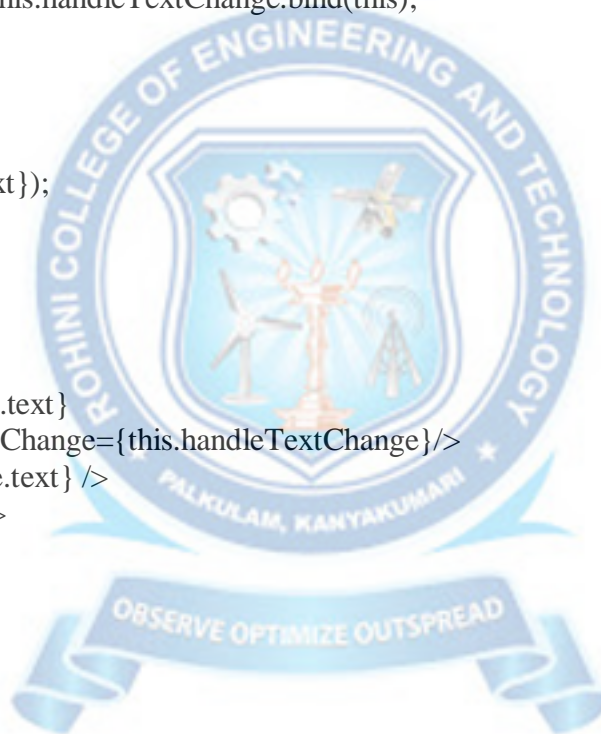 his.handleTextChange.bind(this);
ROHINI COLLEGE OF ENGINEERING AND TECHNOLOGY
xt});
.text}
Change={this.handleTextChange}/>
e.text} />
>
PALKULAM, KANYAKUMARI
OBSERVE OPTIMIZE OUTSPREAD